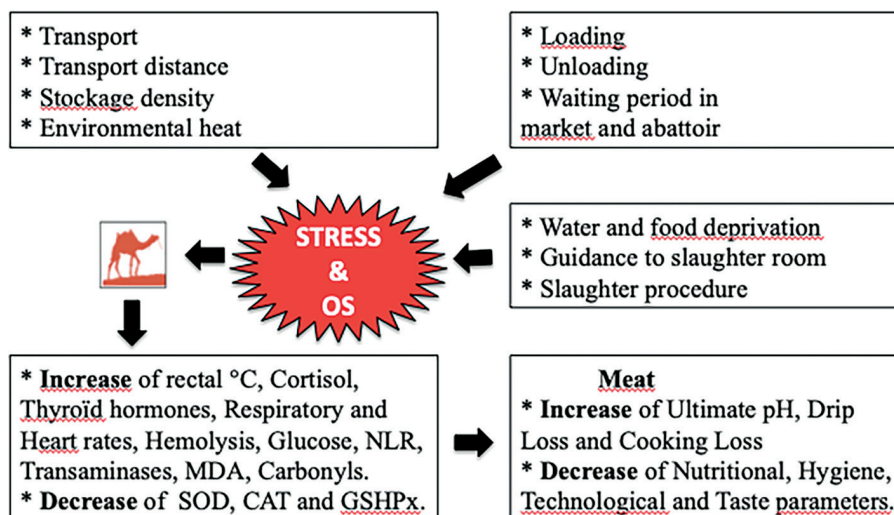 * Transport
* Transport distance
* Stockage density
* Environmental heat
* Loading
* Unloading
* Waiting period in
market and abattoir
STRESS
&
OS
* Water and food deprivation
* Guidance to slaughter room
* Slaughter procedure
* Increase of rectal °C, Cortisol,
Thyroïd hormones, Respiratory and
Heart rates, Hemolysis, Glucose, NLR,
Transaminases, MDA, Carbonyls.
* Decrease of SOD, CAT and GSHPx.
Meat
* Increase of Ultimate pH, Drip
Loss and Cooking Loss
* Decrease of Nutritional, Hygiene,
Technological and Taste parameters.